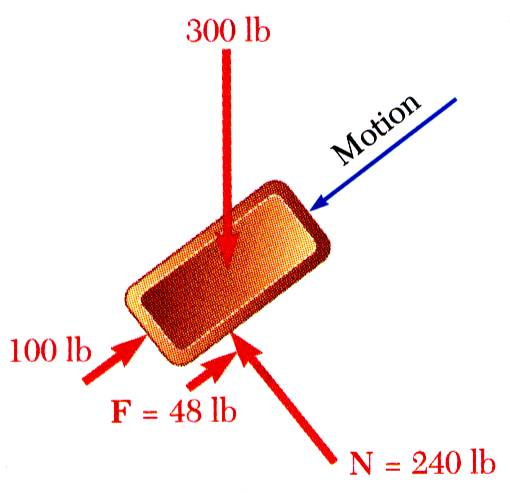 300 lb
Motion
100 lb
F = 48 lb
N = 240 lb